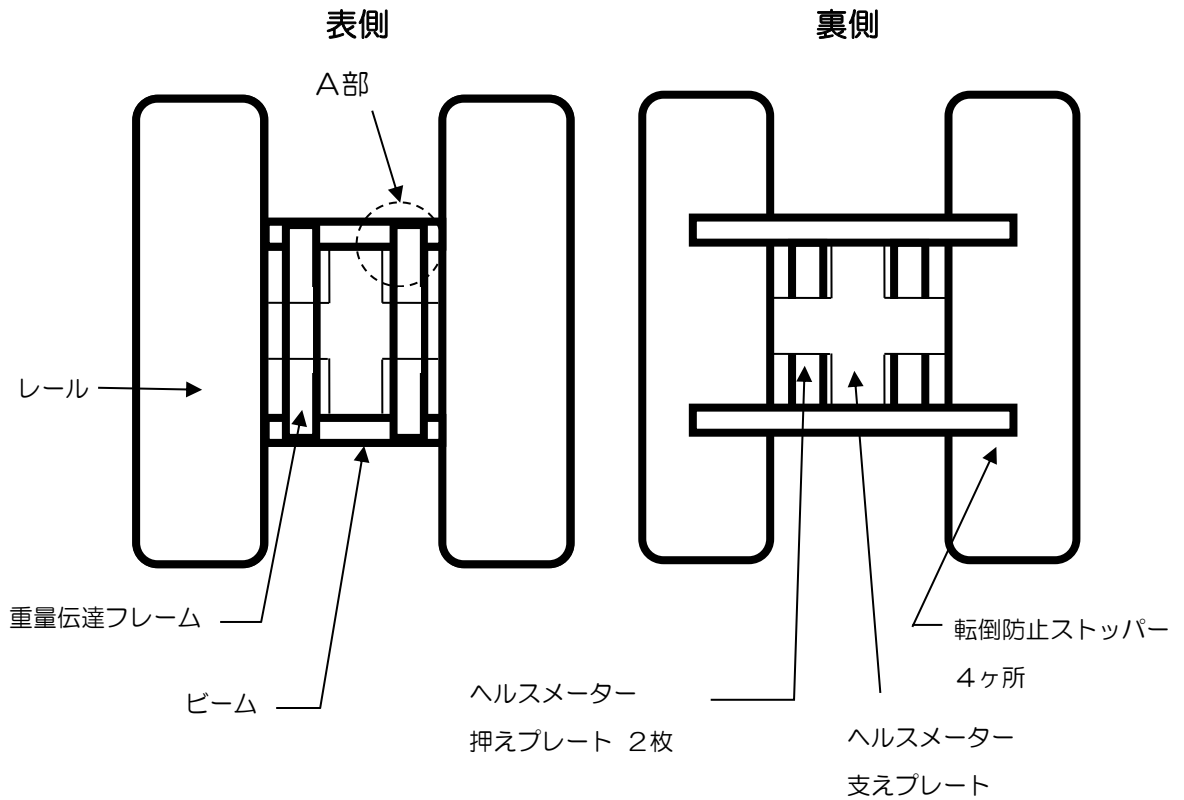 表側
裏側
A部
レール
重量伝達フレーム
ビーム
ヘルスメーター
押えプレート 2枚
転倒防止ストッパー
4ヶ所
ヘルスメーター
支えプレート